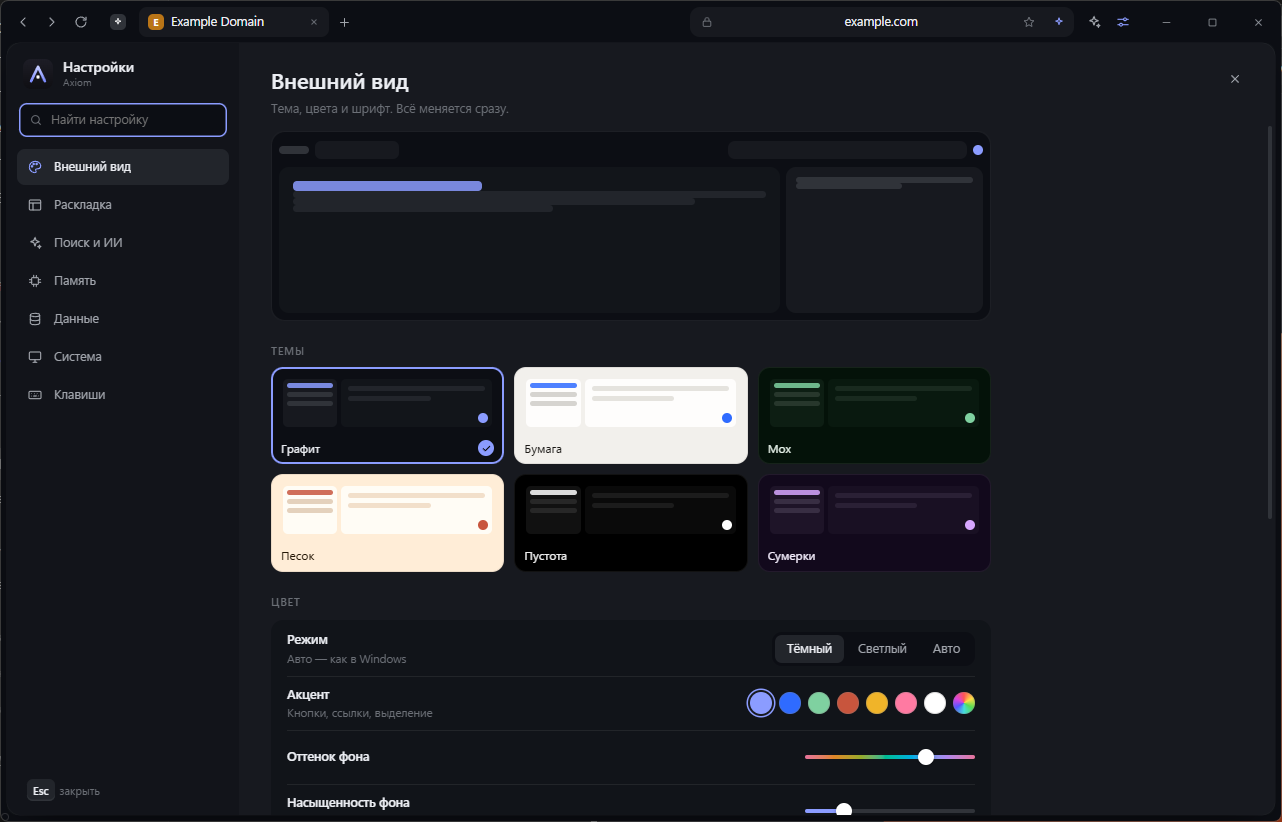 E Example Domain
example.com
Настройки
Axiom
Найти настройку
Внешний вид
Раскладка
Поиск и ИИ
Память
Данные
Система
Клавиши
Esc закрыть
Внешний вид
Тема, цвета и шрифт. Всё меняется сразу.
ТЕМЫ
Графит
Бумага
Мох
Песок
Пустота
Сумерки
ЦВЕТ
Режим
Авто — как в Windows
Тёмный Светлый Авто
Акцент
Кнопки, ссылки, выделение
Оттенок фона
Насыщенность фона